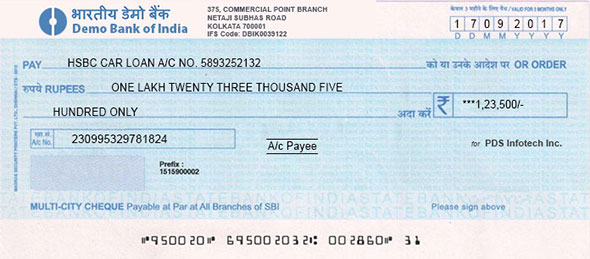 भारतीय डेमो बैंक
Demo Bank of India
375, COMMERCIAL POINT BRANCH
NETAJI SUBHAS ROAD
KOLKATA 700001
IFS Code: DBIK0039122
केवल 3 महीने के लिए वैध / VALID FOR 3 MONTHS ONLY
1 7 0 9 2 0 1 7
D D M M Y Y Y Y
PAY HSBC CAR LOAN A/C NO. 5893252132 को या उनके आदेश पर OR ORDER
रुपये RUPEES ONE LAKH TWENTY THREE THOUSAND FIVE
HUNDRED ONLY अदा करें ₹ ***1,23,500/-
खा. सं.
A/c No. 230995329781824
A/c Payee
for PDS Infotech Inc.
Prefix :
1515900002
MULTI-CITY CHEQUE Payable at Par at All Branches of SBI
Please sign above
⑈950020⑈ 695002032⑆ 002860⑈ 31